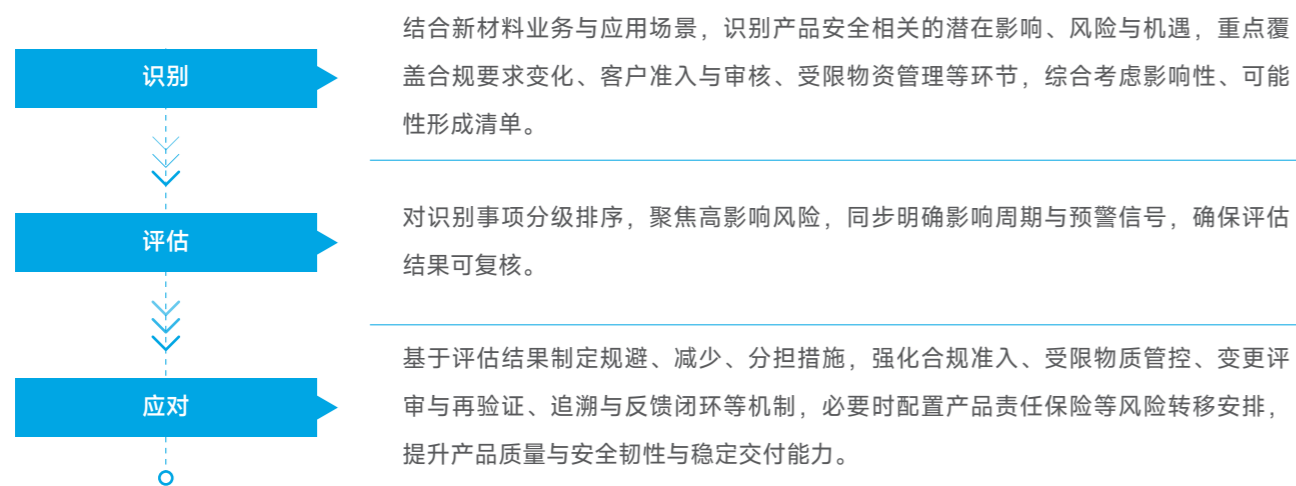 识别
结合新材料业务与应用场景，识别产品安全相关的潜在影响、风险与机遇，重点覆
盖合规要求变化、客户准入与审核、受限物资管理等环节，综合考虑影响性、可能
性形成清单。
评估
对识别事项分级排序，聚焦高影响风险，同步明确影响周期与预警信号，确保评估
结果可复核。
应对
基于评估结果制定规避、减少、分担措施，强化合规准入、受限物质管控、变更评
审与再验证、追溯与反馈闭环等机制，必要时配置产品责任保险等风险转移安排，
提升产品质量与安全韧性与稳定交付能力。